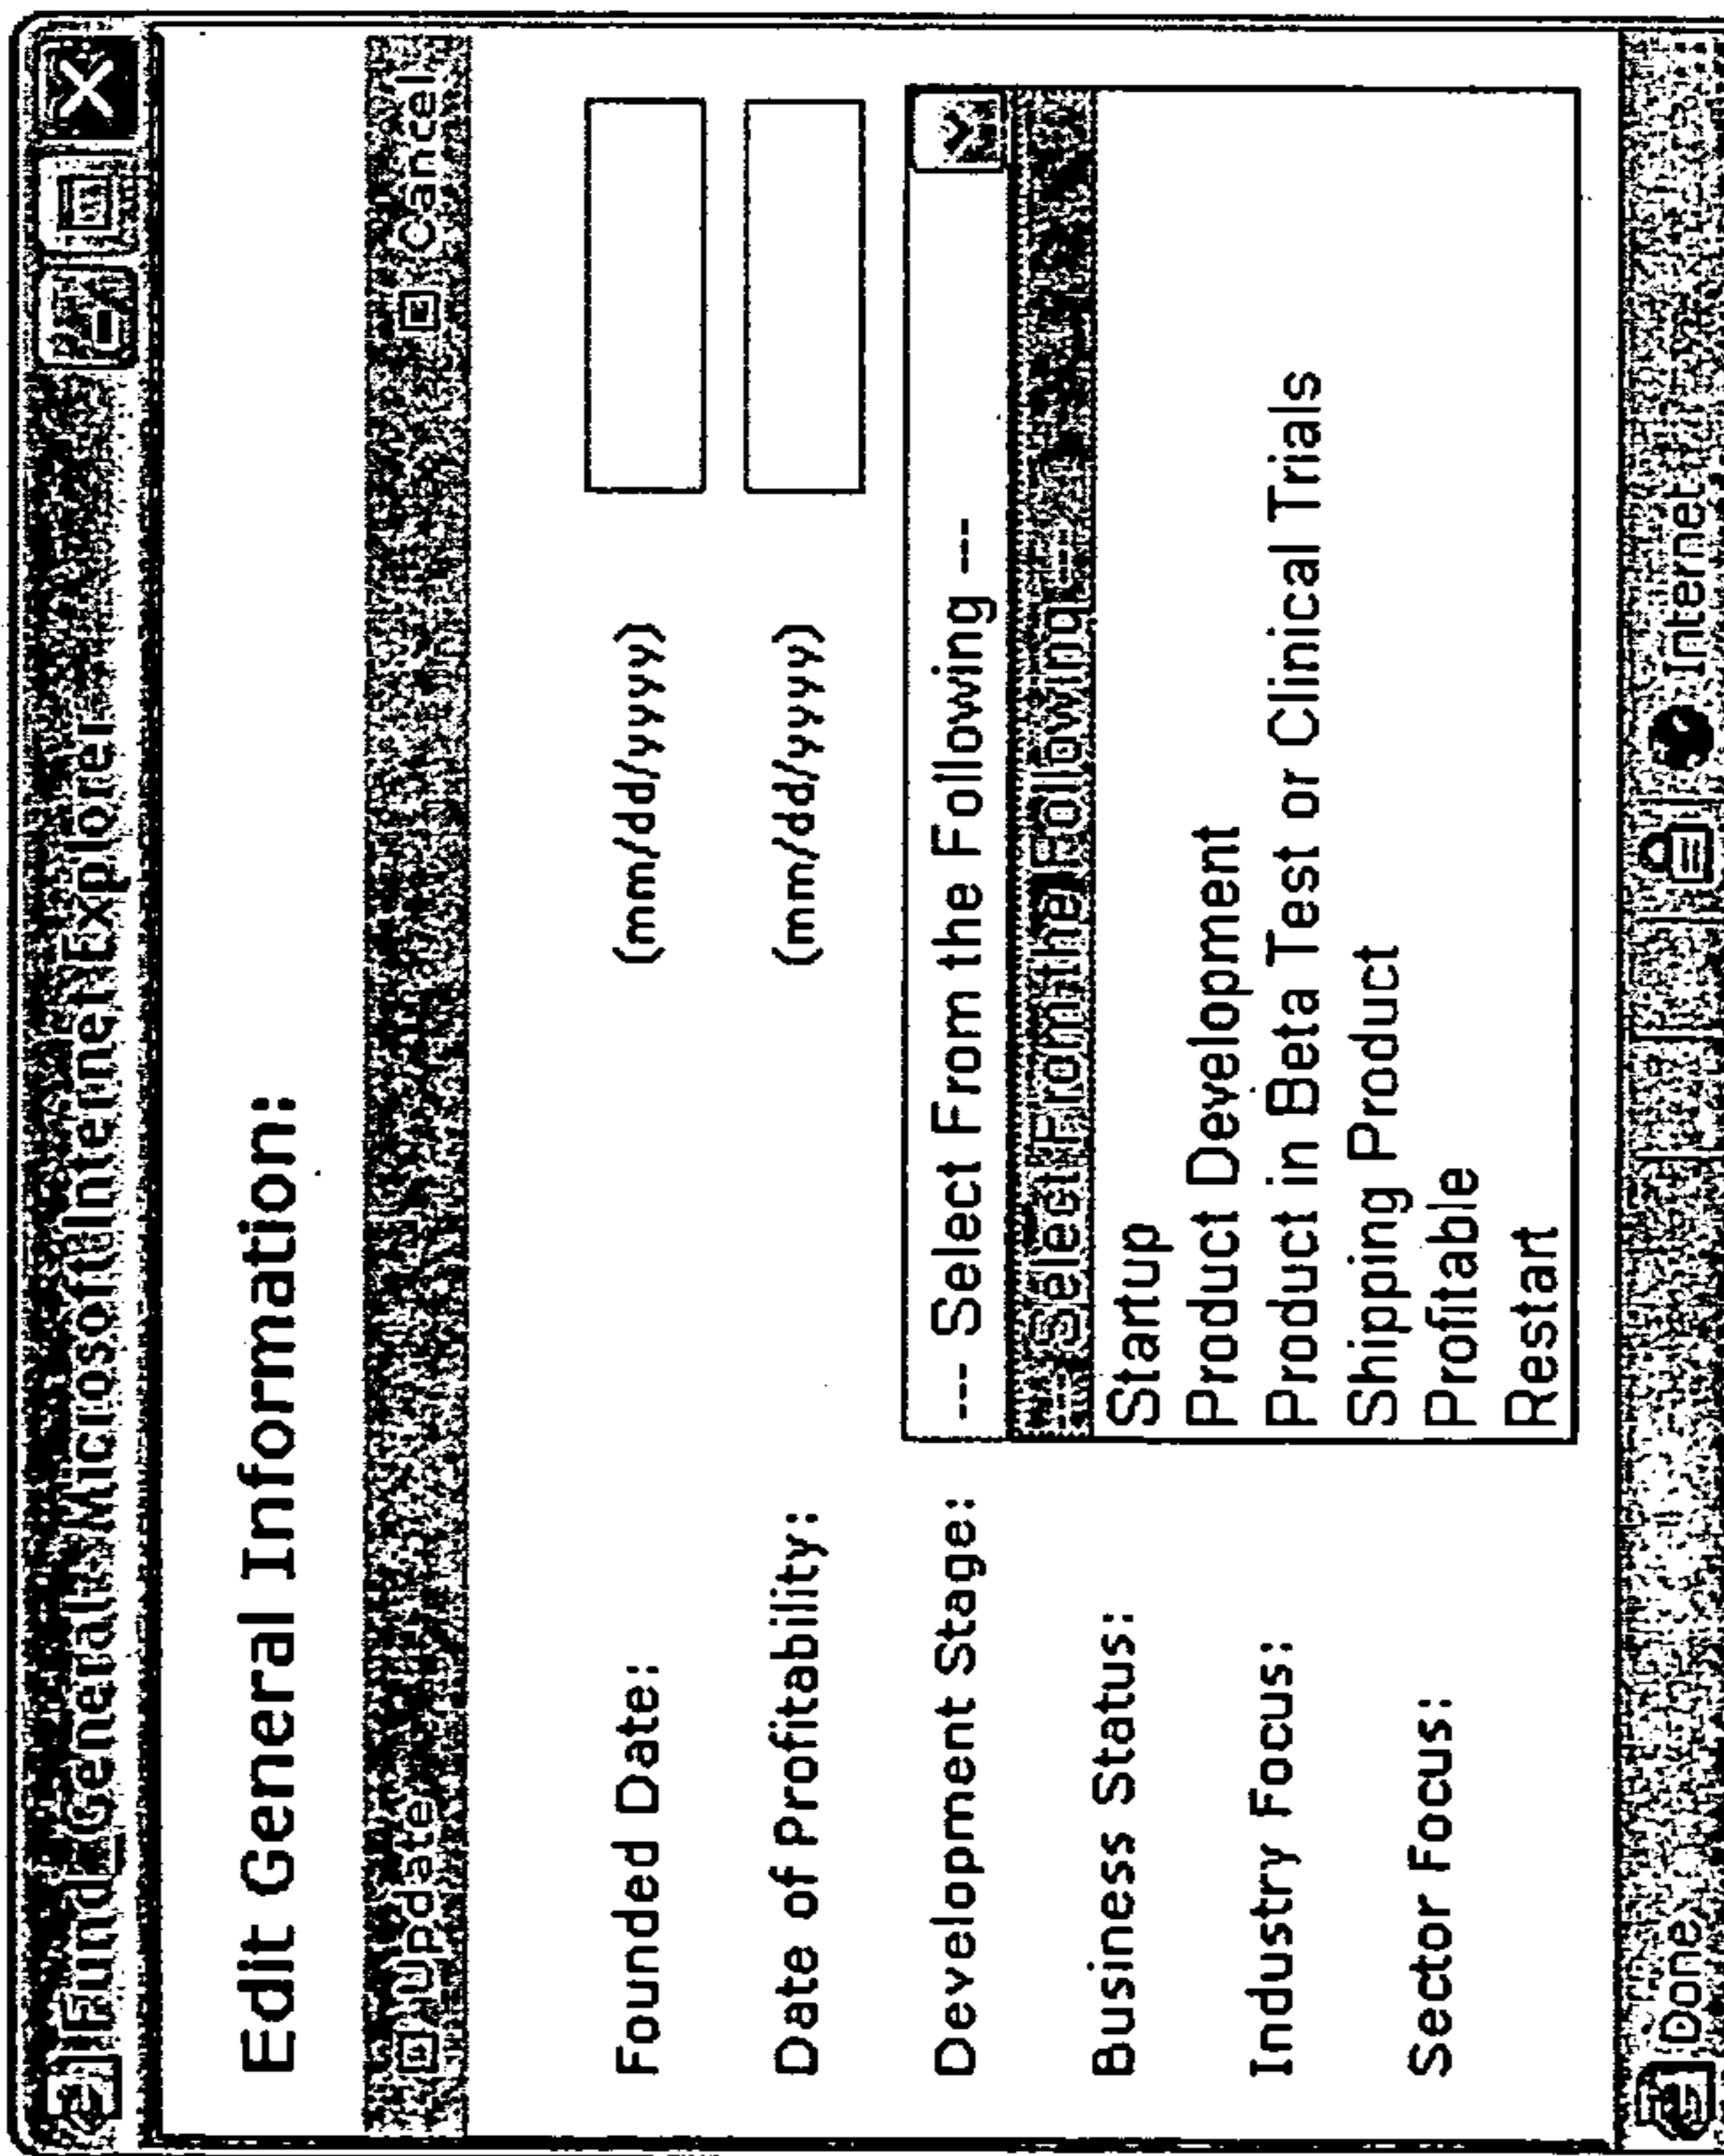 Fund_General - Microsoft Internet Explorer
Edit General Information:
Update Cancel
Founded Date: (mm/dd/yyyy)
Date of Profitability: (mm/dd/yyyy)
Development Stage: --- Select From the Following ---
--- Select From the Following ---
Business Status:
Startup
Product Development
Industry Focus:
Product in Beta Test or Clinical Trials
Shipping Product
Sector Focus:
Profitable
Restart
Done Internet